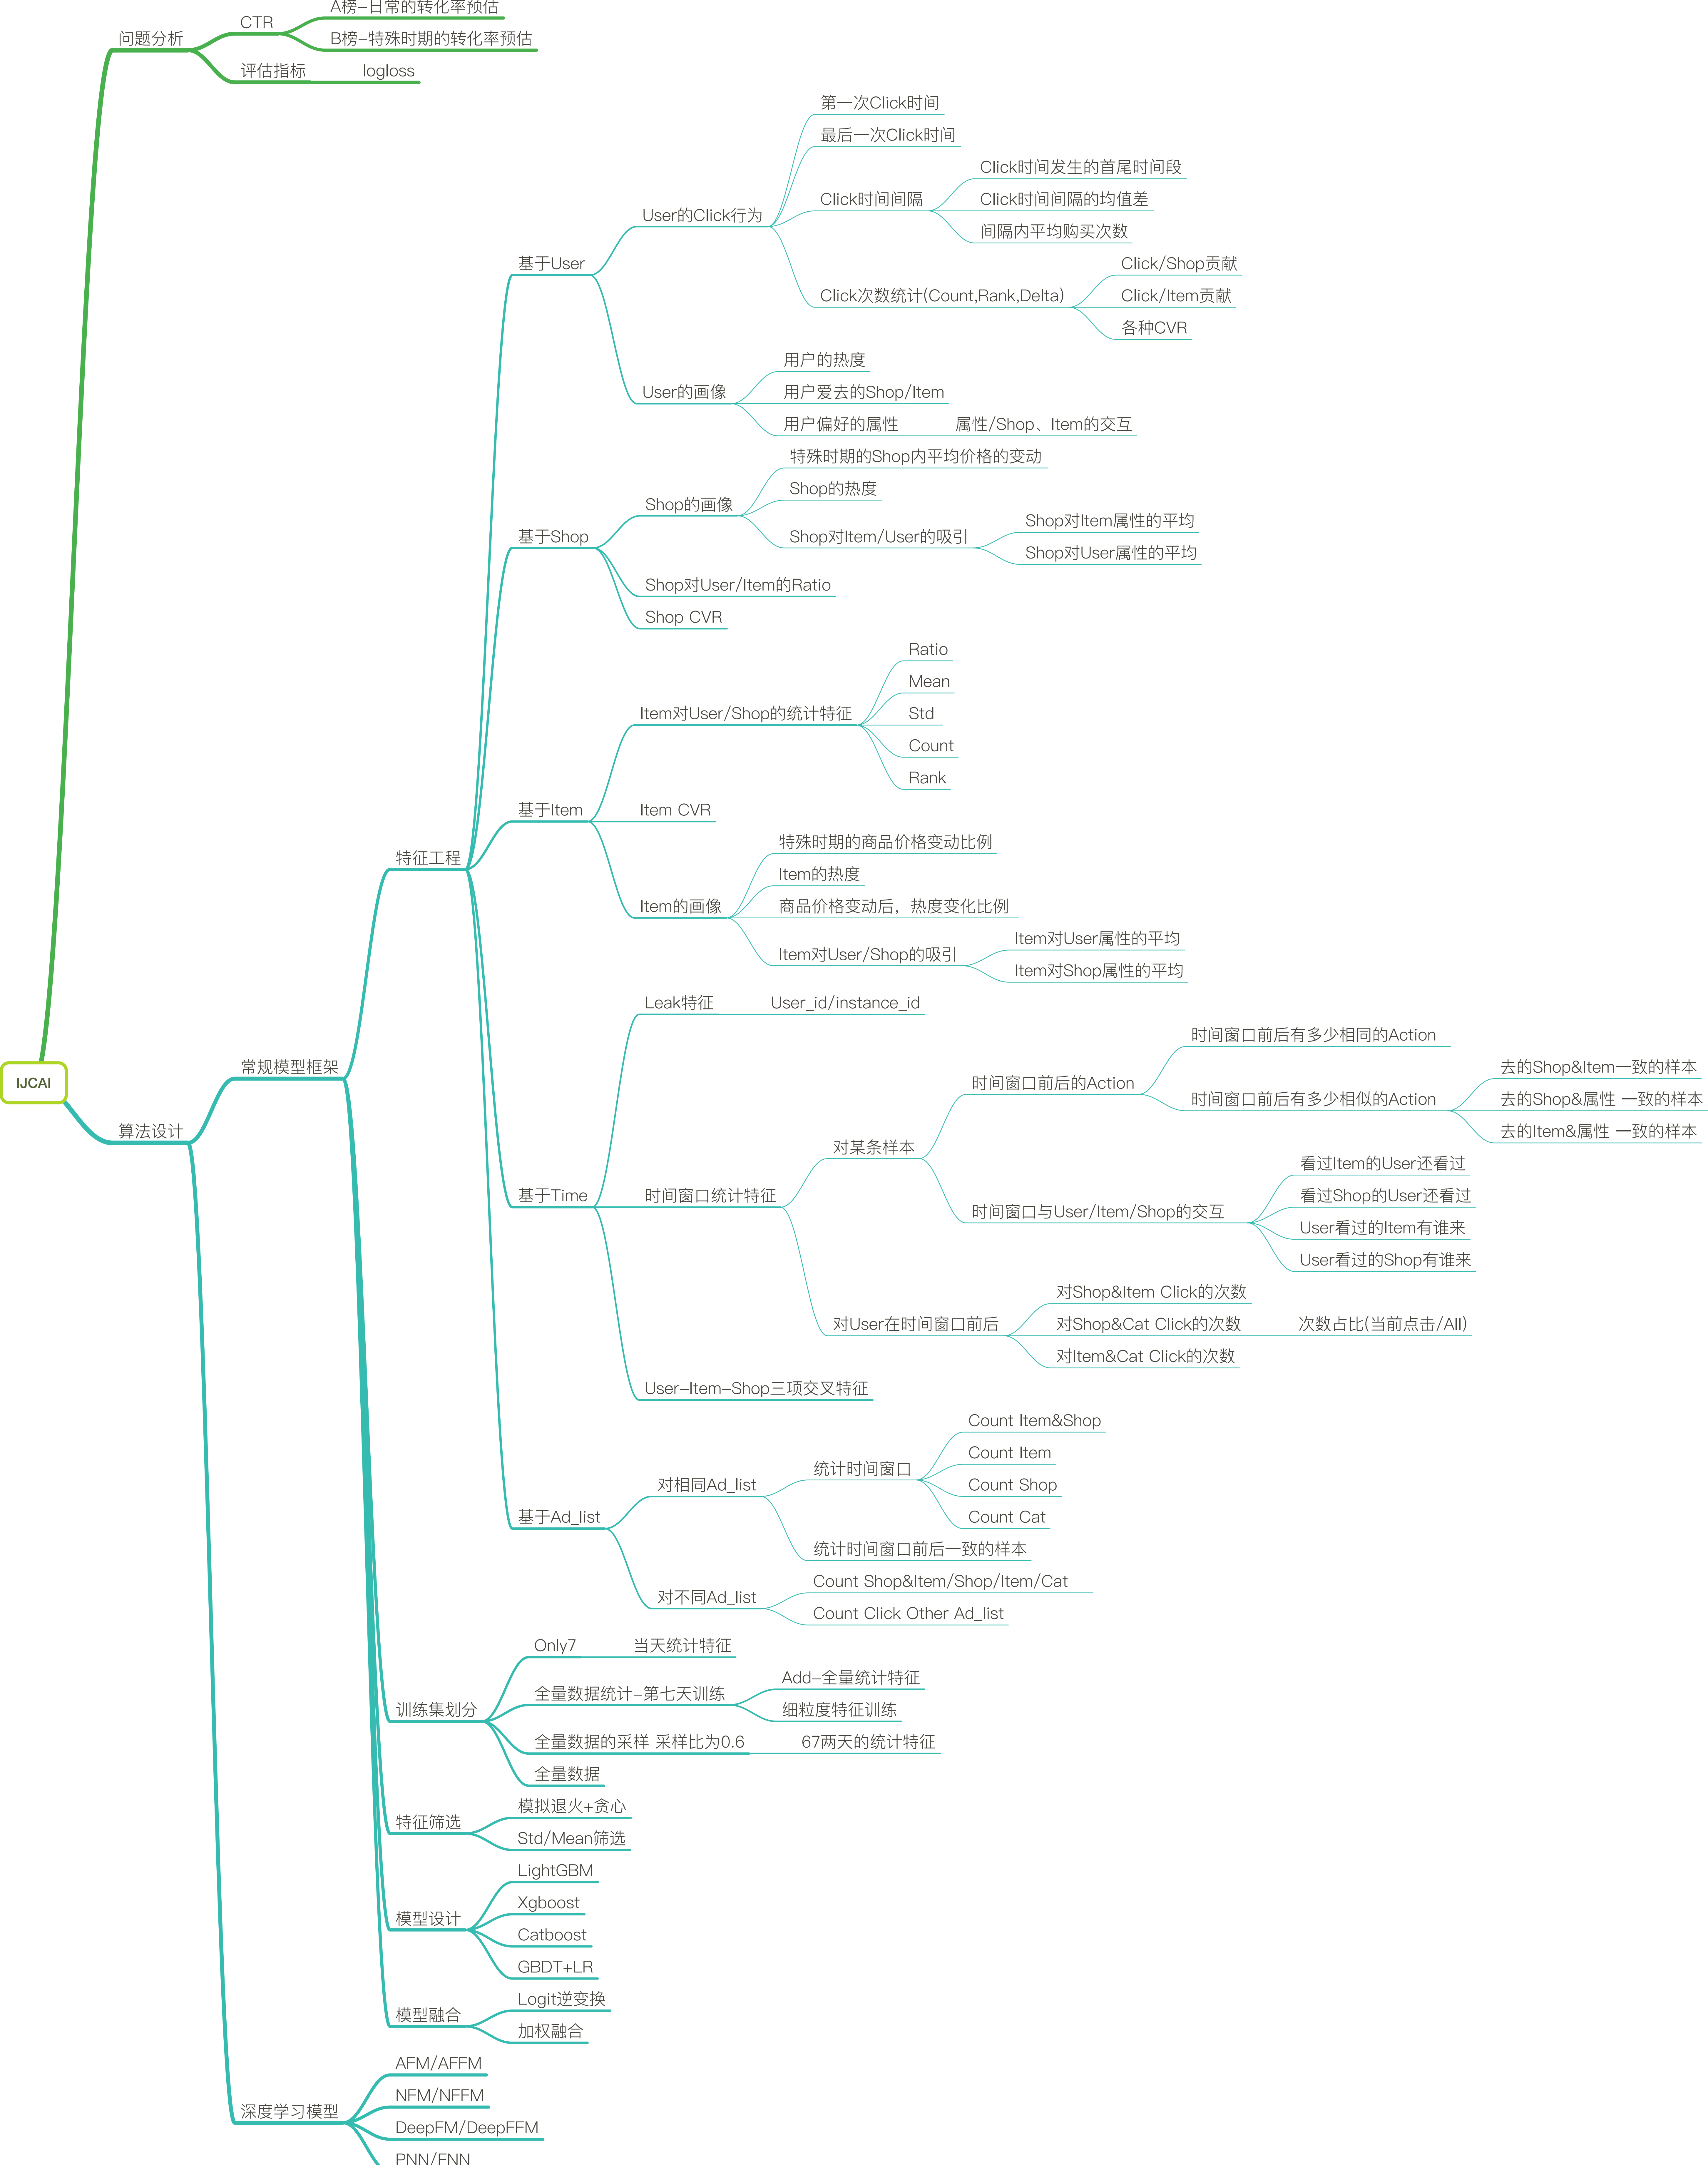 A榜-日常的转化率预估
CTR
问题分析
B榜-特殊时期的转化率预估
评估指标
logloss
第一次Click时间
最后一次Click时间
Click时间发生的首尾时间段
Click时间间隔
Click时间间隔的均值差
User的Click行为
间隔内平均购买次数
基于User
Click/Shop贡献
Click次数统计(Count,Rank,Delta)
Click/Item贡献
各种CVR
用户的热度
User的画像
用户爱去的Shop/Item
用户偏好的属性
属性/Shop、Item的交互
特殊时期的Shop内平均价格的变动
Shop的画像
Shop的热度
Shop对Item/User的吸引
Shop对Item属性的平均
基于Shop
Shop对User属性的平均
Shop对User/Item的Ratio
Shop CVR
Ratio
Mean
Item对User/Shop的统计特征
Std
Count
Rank
基于Item
Item CVR
特殊时期的商品价格变动比例
特征工程
Item的热度
Item的画像
商品价格变动后，热度变化比例
Item对User/Shop的吸引
Item对User属性的平均
Item对Shop属性的平均
Leak特征
User_id/instance_id
时间窗口前后有多少相同的Action
常规模型框架
去的Shop&Item一致的样本
IJCAI
时间窗口前后的Action
时间窗口前后有多少相似的Action
去的Shop&属性 一致的样本
算法设计
去的Item&属性 一致的样本
对某条样本
看过Item的User还看过
基于Time
时间窗口统计特征
看过Shop的User还看过
时间窗口与User/Item/Shop的交互
User看过的Item有谁来
User看过的Shop有谁来
对Shop&Item Click的次数
对User在时间窗口前后
对Shop&Cat Click的次数
次数占比(当前点击/All)
对Item&Cat Click的次数
User-Item-Shop三项交叉特征
Count Item&Shop
统计时间窗口
Count Item
对相同Ad_list
Count Shop
基于Ad_list
Count Cat
统计时间窗口前后一致的样本
对不同Ad_list
Count Shop&Item/Shop/Item/Cat
Count Click Other Ad_list
Only7
当天统计特征
全量数据统计-第七天训练
Add-全量统计特征
训练集划分
细粒度特征训练
全量数据的采样 采样比为0.6
67两天的统计特征
全量数据
特征筛选
模拟退火+贪心
Std/Mean筛选
LightGBM
Xgboost
模型设计
Catboost
GBDT+LR
模型融合
Logit逆变换
加权融合
AFM/AFFM
NFM/NFFM
深度学习模型
DeepFM/DeepFFM
PNN/FNN